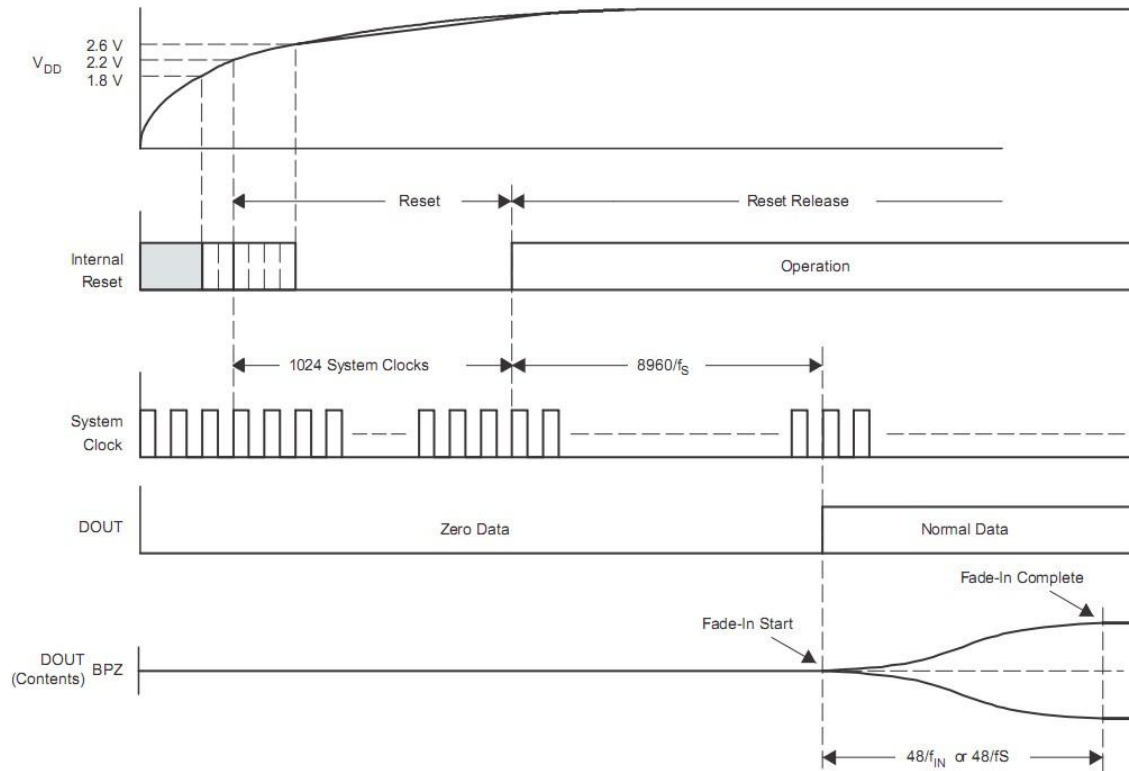 2.6 V
V_DD 2.2 V
1.8 V
Reset
Reset Release
Internal
Reset
Operation
1024 System Clocks
8960/f_S
System
Clock
DOUT
Zero Data
Normal Data
Fade-In Complete
Fade-In Start
DOUT
(Contents)
BPZ
48/f_IN or 48/fS